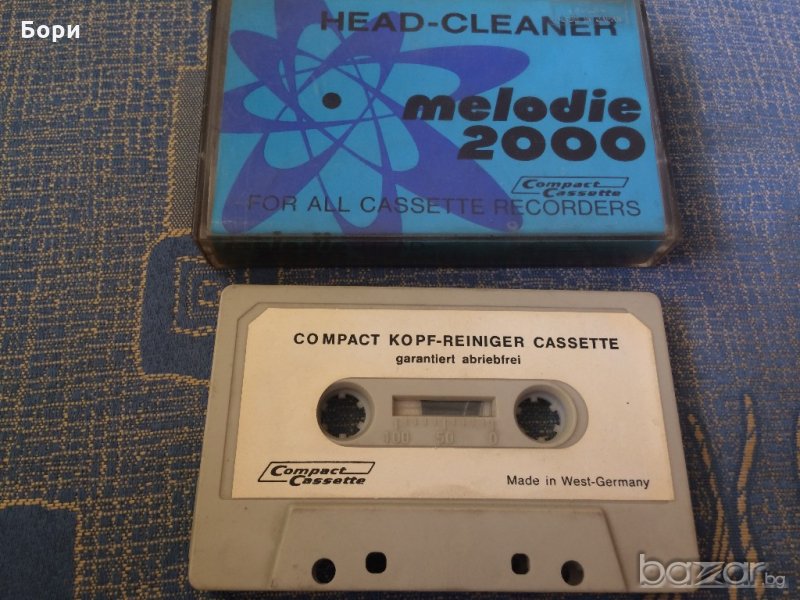 Бори
HEAD-CLEANER
melodie
2000
Compact
Cassette
FOR ALL CASSETTE RECORDERS
melodie
COMPACT KOPF-REINIGER CASSETTE
garantiert abriebfrei
100 50 0
Compact
Cassette
Made in West-Germany
bazar.bg